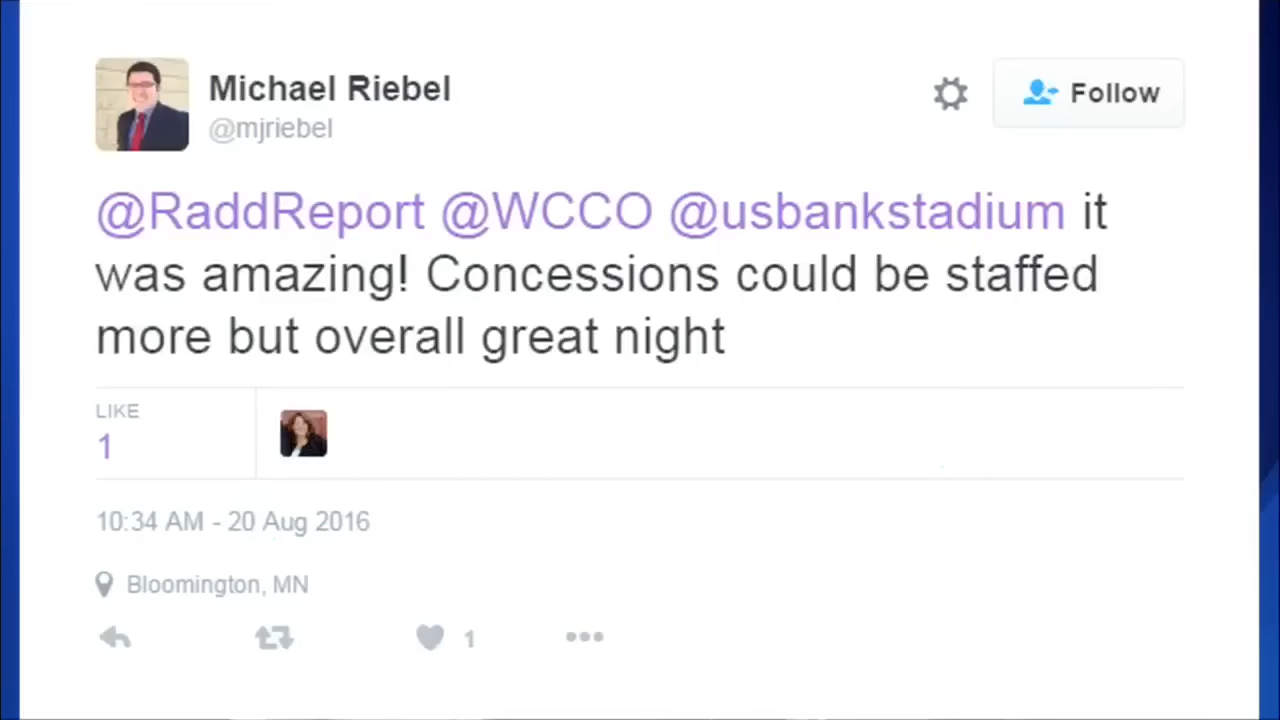 Michael Riebel
@mjriebel
Follow
@RaddReport @WCCO @usbankstadium it
was amazing! Concessions could be staffed
more but overall great night
LIKE
1
10:34 AM - 20 Aug 2016
Bloomington, MN
1